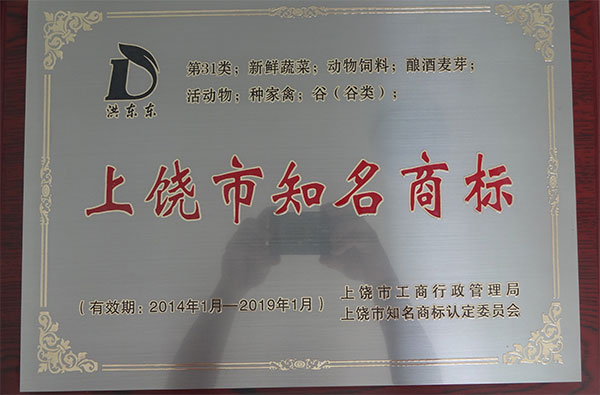 洪东东
第31类；新鲜蔬菜；动物饲料；酿酒麦芽；
活动物；种家禽；谷（谷类）；
上饶市知名商标
（有效期：2014年1月—2019年1月）
上饶市工商行政管理局
上饶市知名商标认定委员会